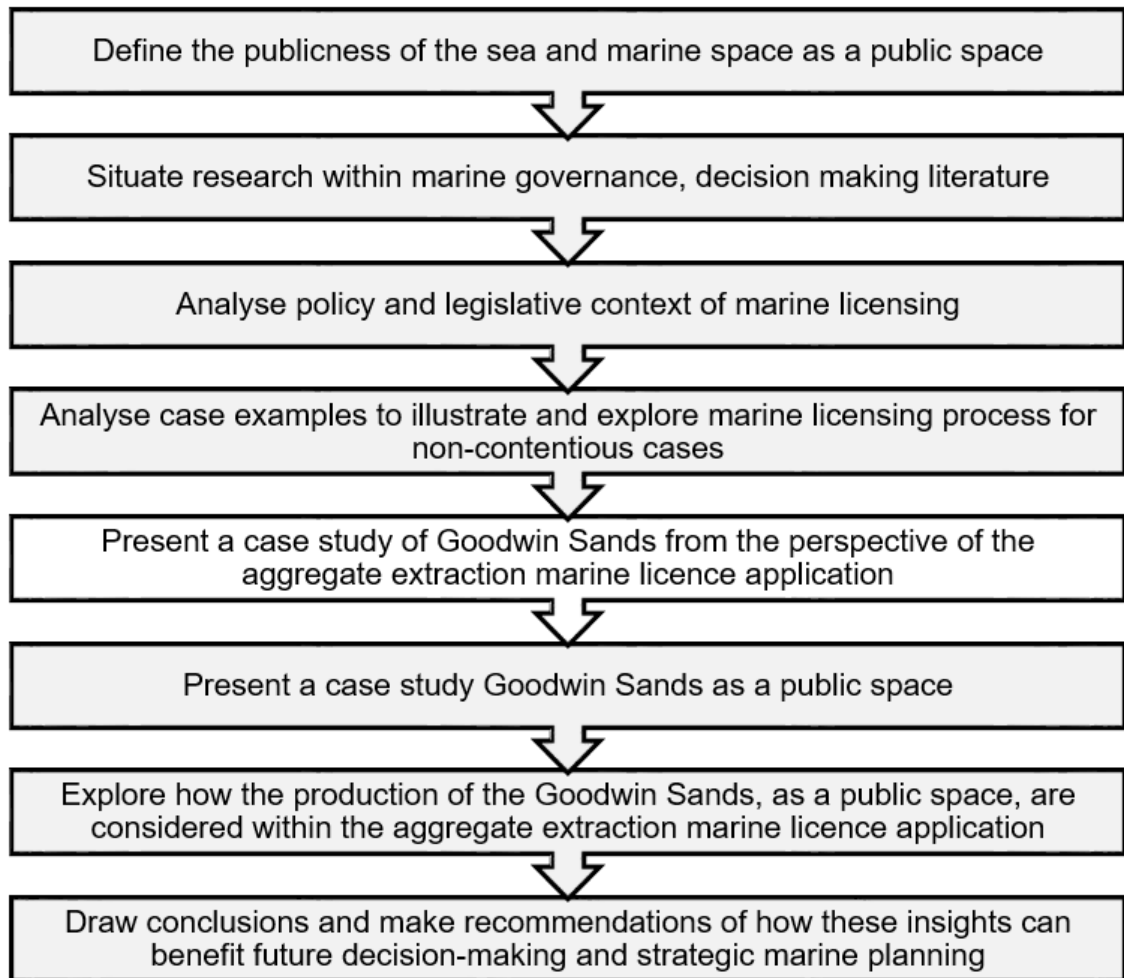 Define the publicness of the sea and marine space as a public space
Situate research within marine governance, decision making literature
Analyse policy and legislative context of marine licensing
Analyse case examples to illustrate and explore marine licensing process for
non-contentious cases
Present a case study of Goodwin Sands from the perspective of the
aggregate extraction marine licence application
Present a case study Goodwin Sands as a public space
Explore how the production of the Goodwin Sands, as a public space, are
considered within the aggregate extraction marine licence application
Draw conclusions and make recommendations of how these insights can
benefit future decision-making and strategic marine planning